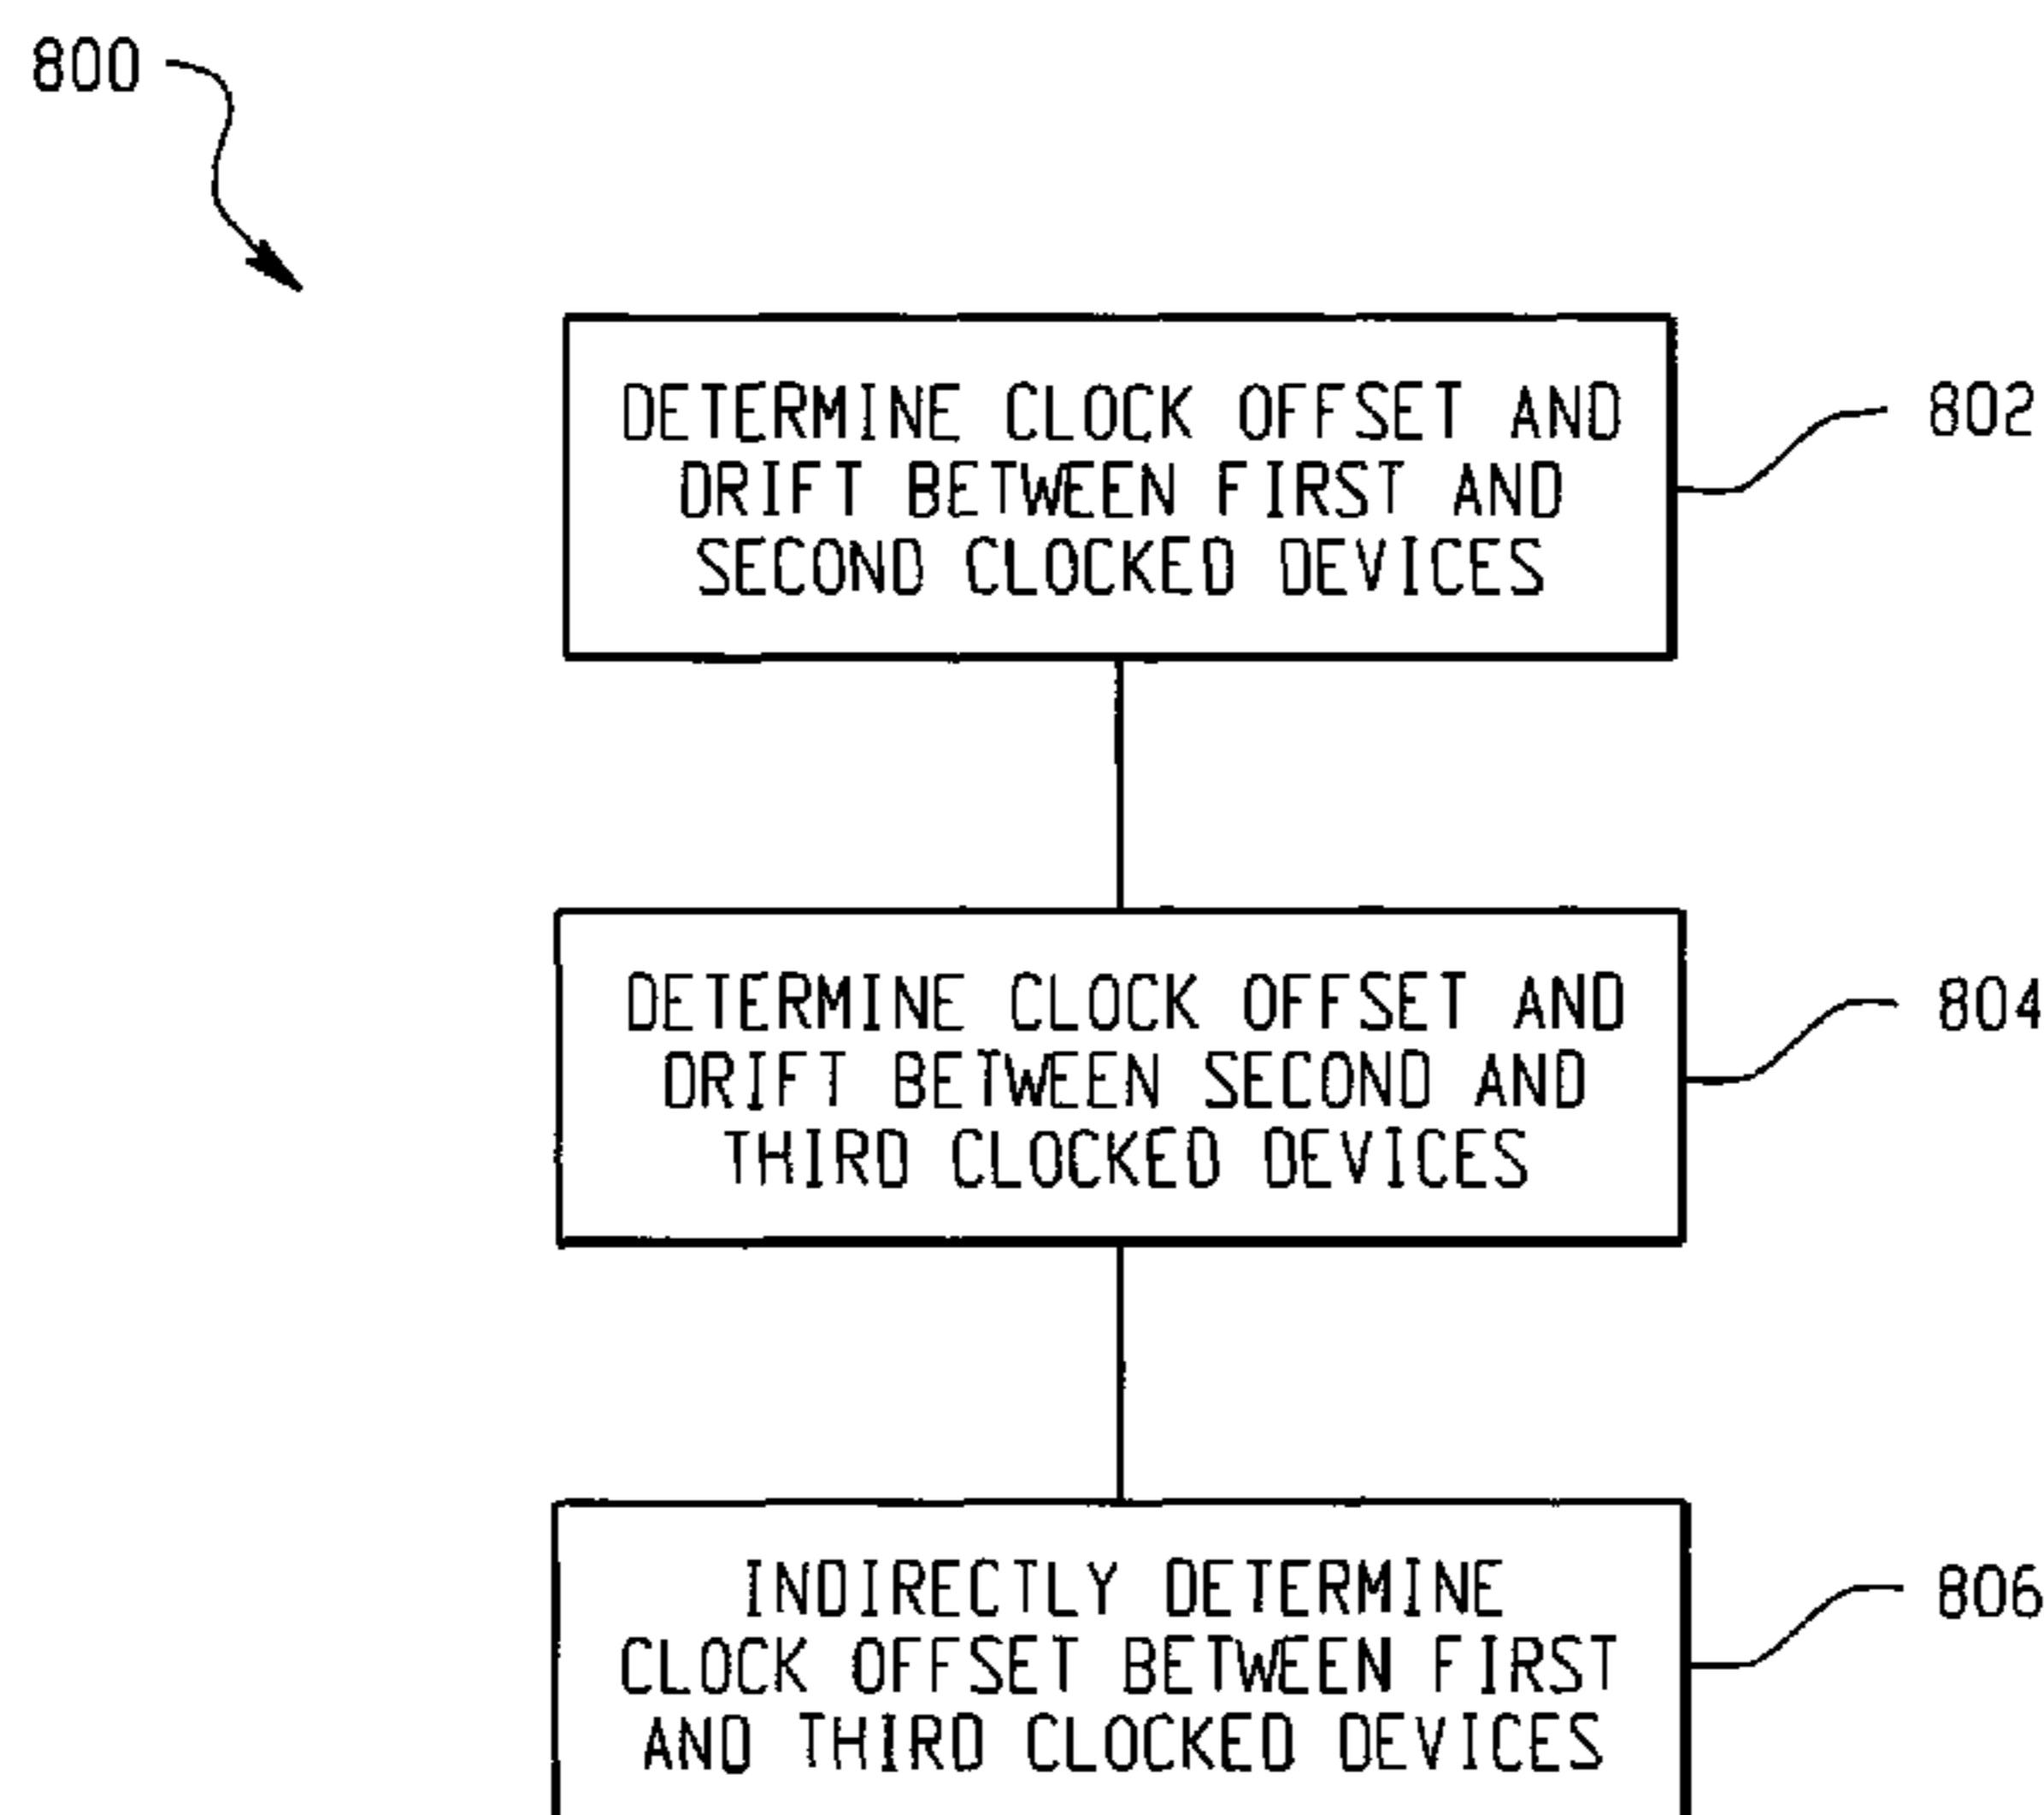 800
DETERMINE CLOCK OFFSET AND
DRIFT BETWEEN FIRST AND
SECOND CLOCKED DEVICES
802
DETERMINE CLOCK OFFSET AND
DRIFT BETWEEN SECOND AND
THIRD CLOCKED DEVICES
804
INDIRECTLY DETERMINE
CLOCK OFFSET BETWEEN FIRST
AND THIRD CLOCKED DEVICES
806